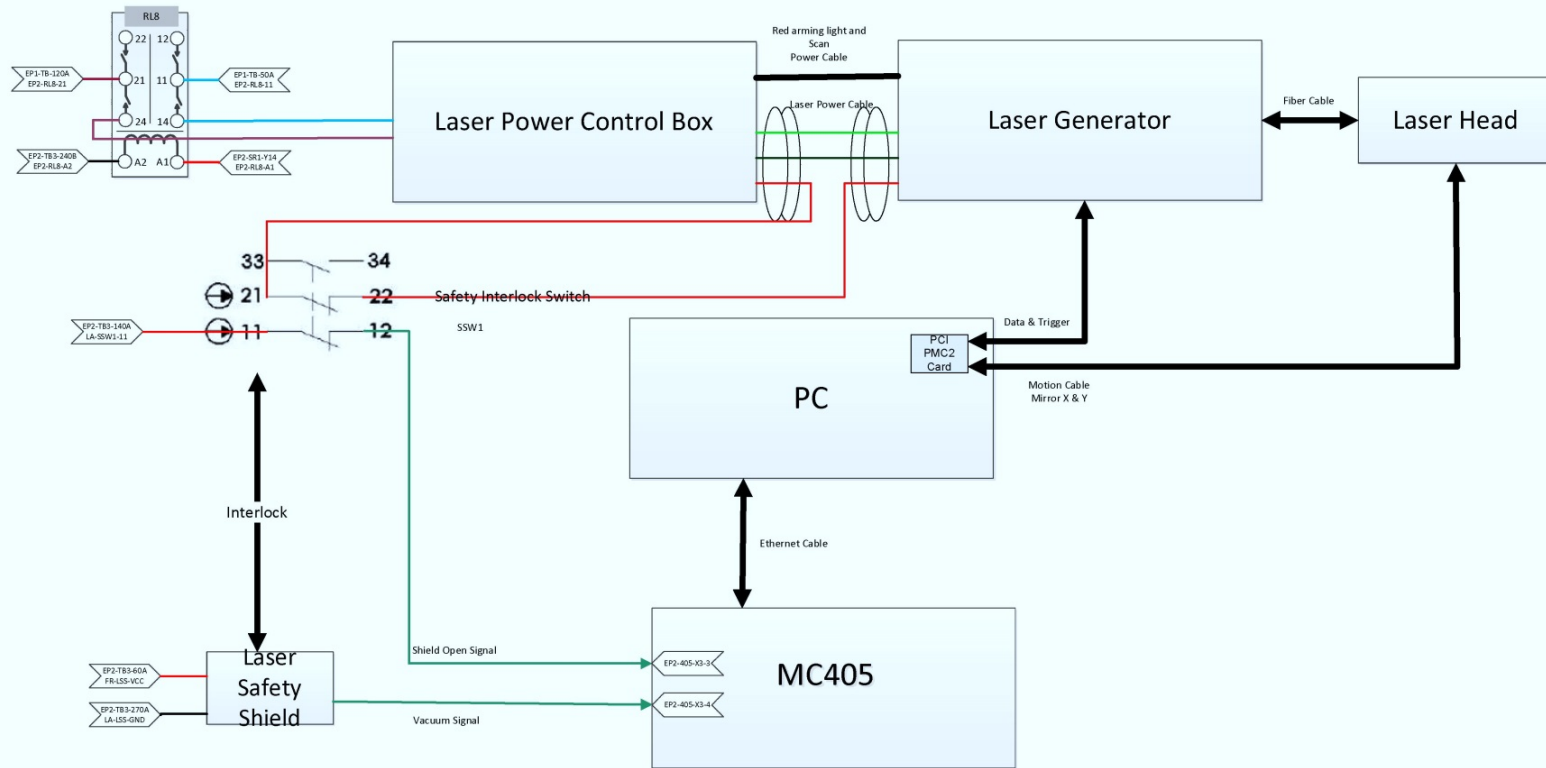 RL8
22
12
EP1-TB-120A
EP2-RL8-21
21
11
EP1-TB-50A
EP2-RL8-11
24
14
EP2-TB3-240B
EP2-RL8-A2
A2
A1
EP2-SR1-Y14
EP2-RL8-A1
Laser Power Control Box
Red arming light and
Scan
Power Cable
Laser Power Cable
Laser Generator
Fiber Cable
Laser Head
33
34
21
22
Safety Interlock Switch
EP2-TB3-140A
LA-SSW1-11
11
12
SSW1
Data & Trigger
PCI
PMC2
Card
PC
Motion Cable
Mirror X & Y
Interlock
Ethernet Cable
Shield Open Signal
EP2-405-X3-3
MC405
EP2-TB3-60A
FR-LSS-VCC
Laser
Safety
Shield
EP2-TB3-270A
LA-LSS-GND
Vacuum Signal
EP2-405-X3-4